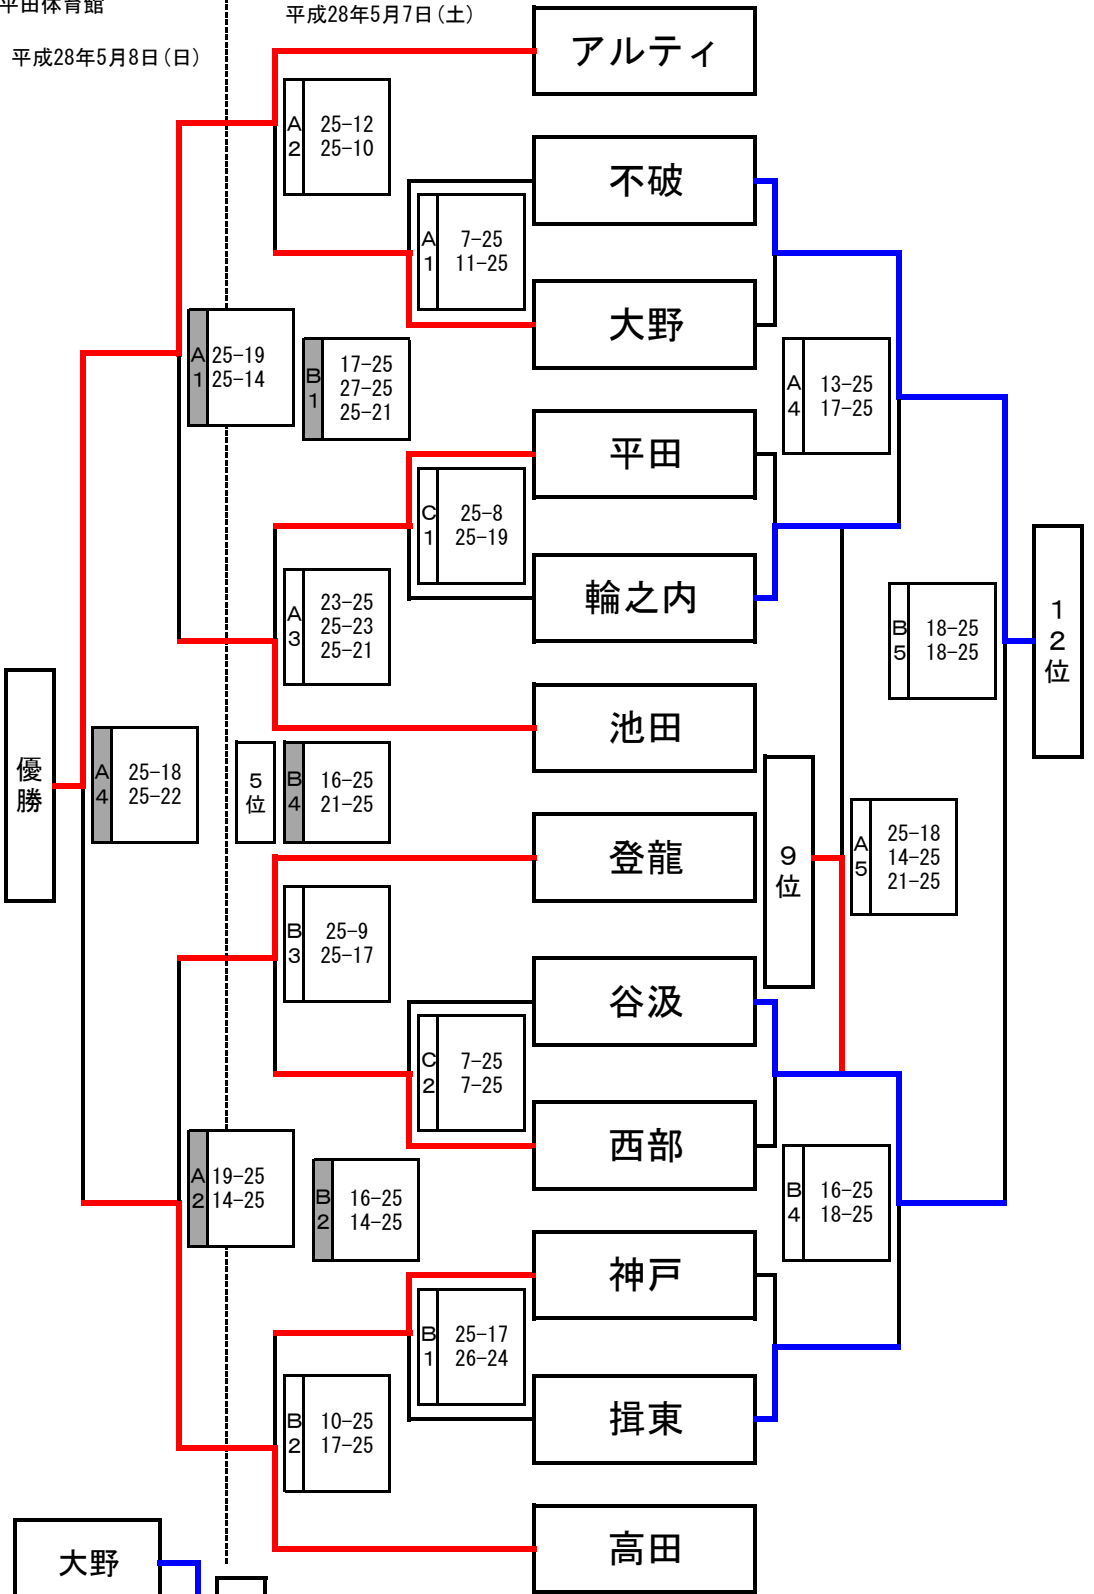 平田体育館
平成28年5月7日(土)
平成28年5月8日(日)
アルティ
A
2
25-12
25-10
不破
A
1
7-25
11-25
大野
A
1
25-19
25-14
B
1
17-25
27-25
25-21
A
4
13-25
17-25
平田
C
1
25-8
25-19
輪之内
A
3
23-25
25-23
25-21
B
5
18-25
18-25
1
2
位
池田
優
勝
A
4
25-18
25-22
5
位
B
4
16-25
21-25
登龍
9
位
A
5
25-18
14-25
21-25
B
3
25-9
25-17
谷汲
C
2
7-25
7-25
西部
A
2
19-25
14-25
B
2
16-25
14-25
B
4
16-25
18-25
神戸
B
1
25-17
26-24
揖東
B
2
10-25
17-25
高田
大野